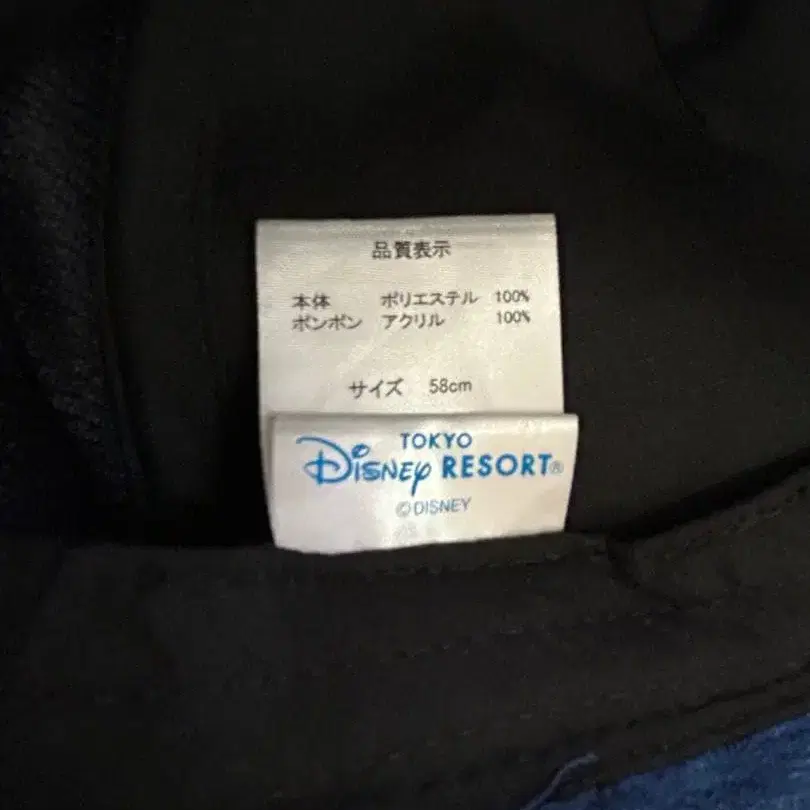 品質表示
本体 ポリエステル 100%
ポンポン アクリル 100%
サイズ 58cm
TOKYO
Disney RESORT®
©DISNEY